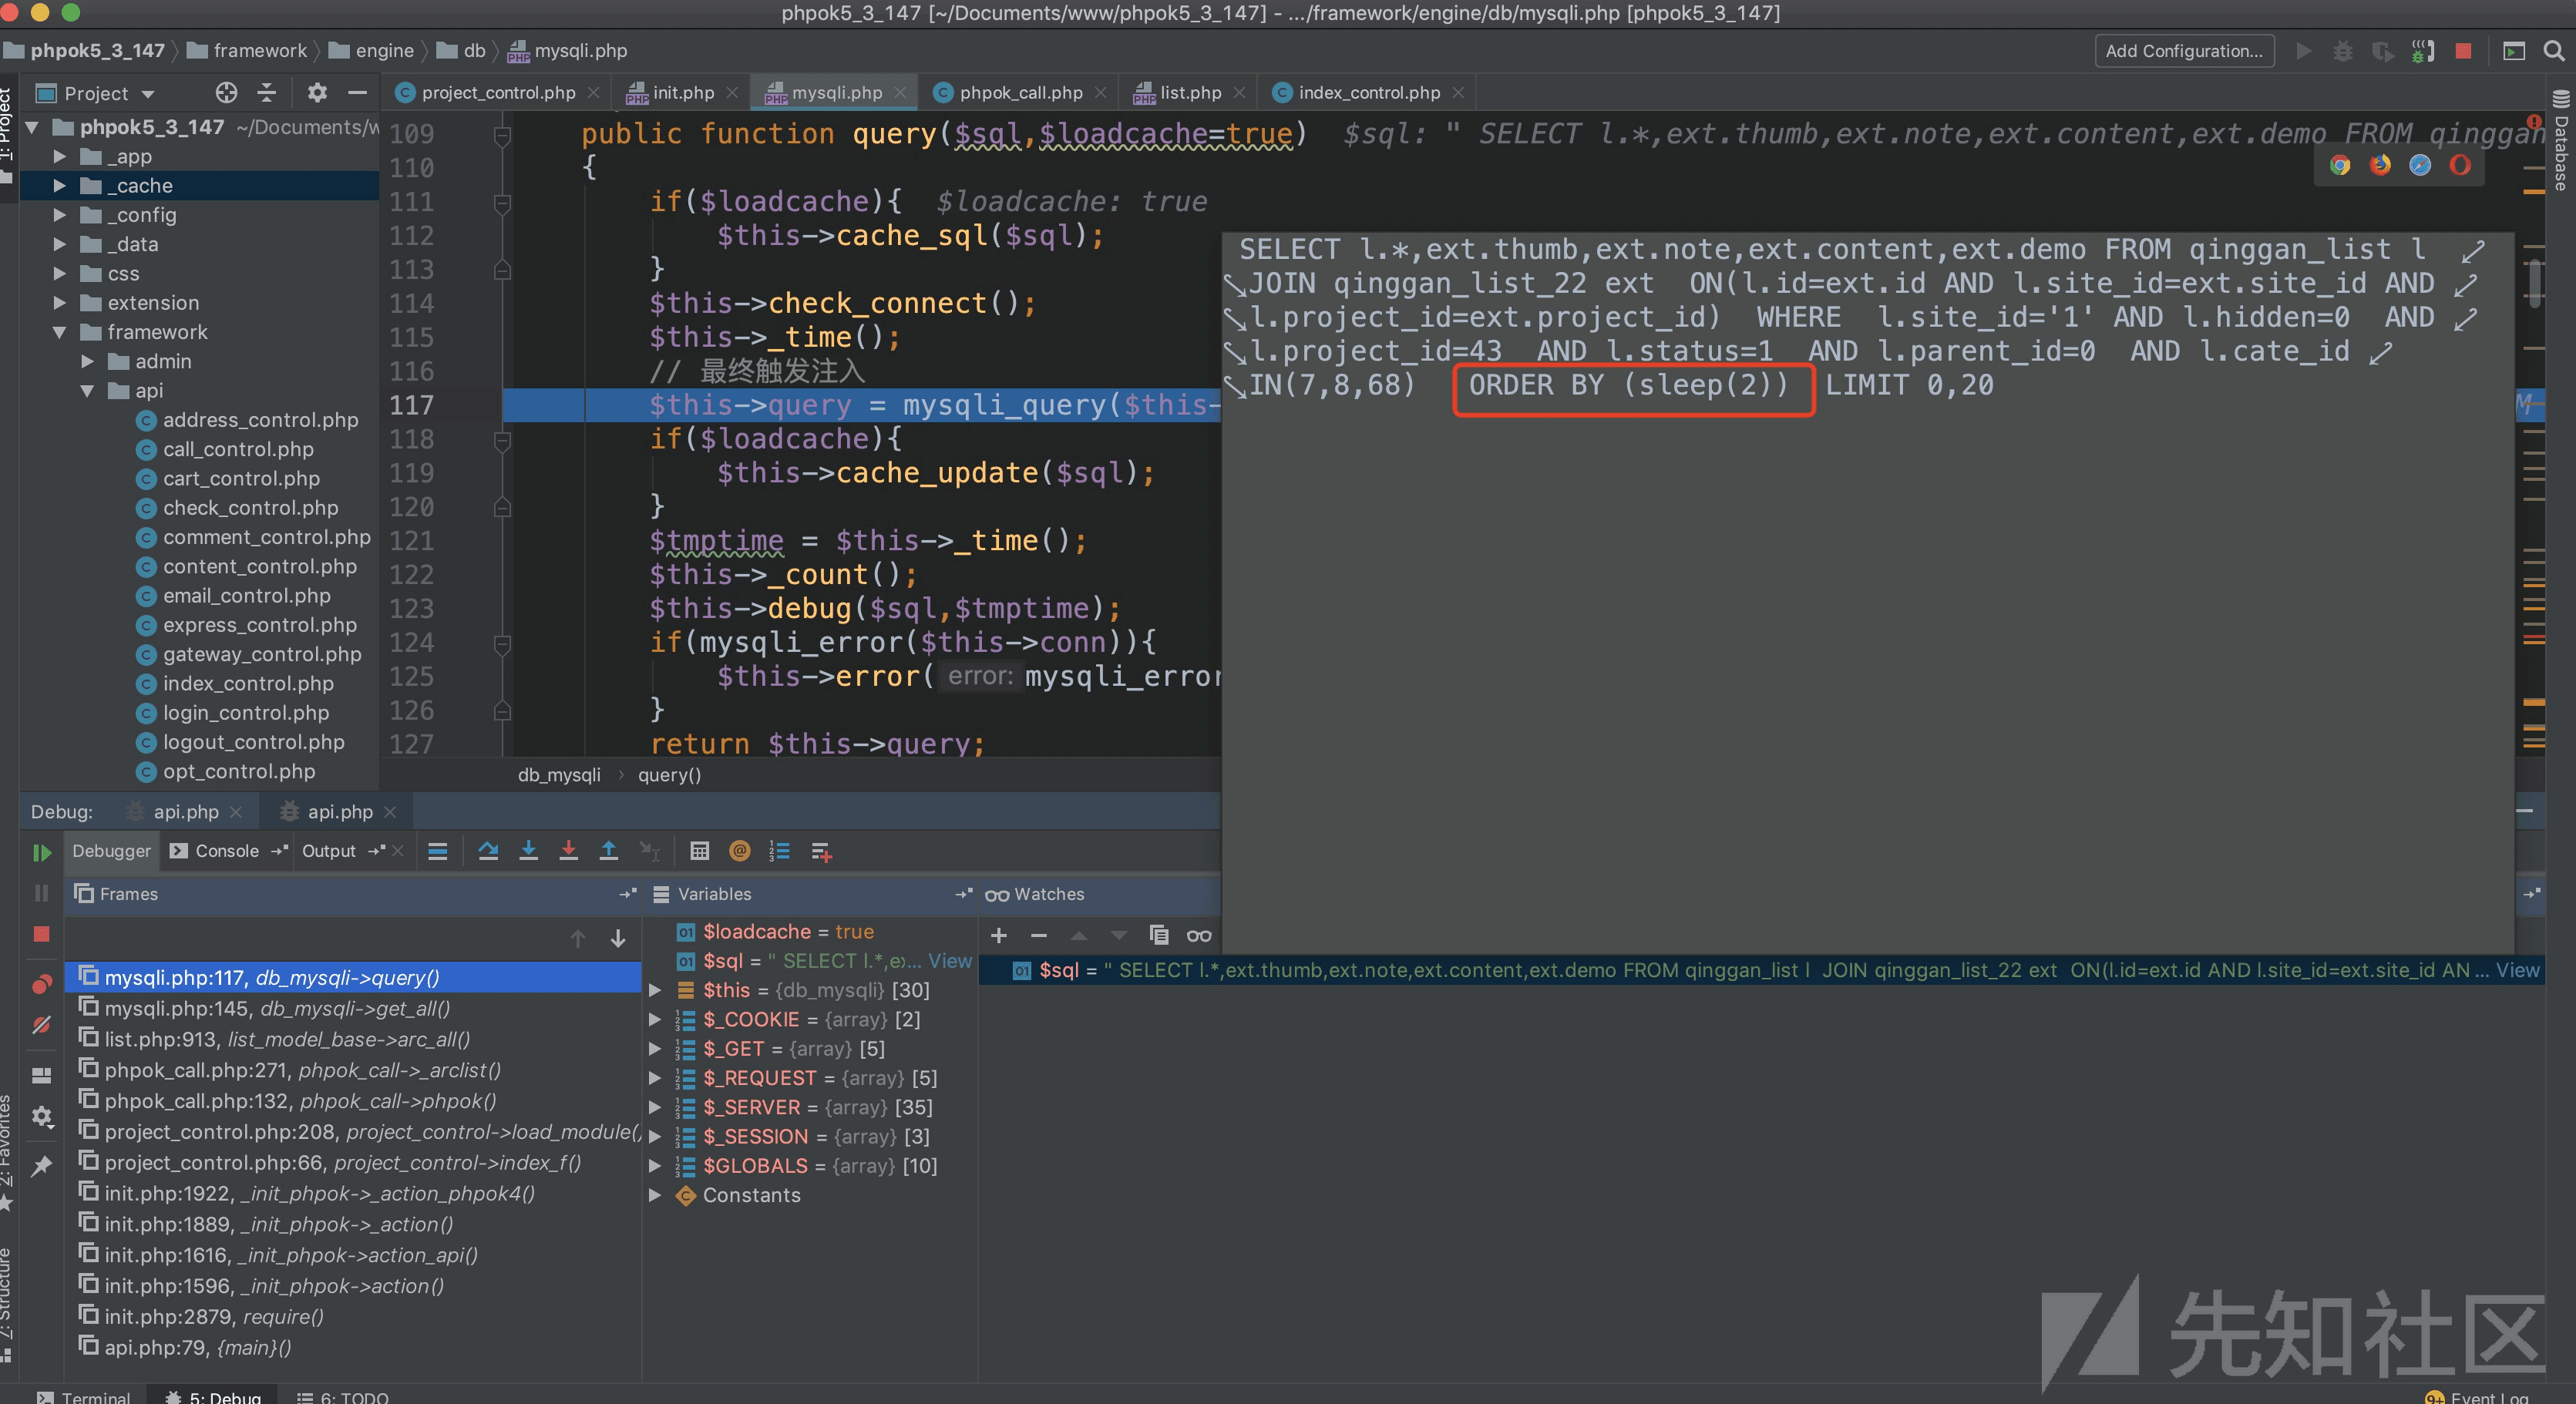 phpok5_3_147 [~/Documents/www/phpok5_3_147] - .../framework/engine/db/mysqli.php [phpok5_3_147]
phpok5_3_147 framework engine db mysqli.php
Add Configuration...
1: Project
Project
project_control.php init.php mysqli.php phpok_call.php list.php index_control.php
Database
phpok5_3_147 ~/Documents/w
_app
_cache
_config
_data
css
extension
framework
admin
api
address_control.php
call_control.php
cart_control.php
check_control.php
comment_control.php
content_control.php
email_control.php
express_control.php
gateway_control.php
index_control.php
login_control.php
logout_control.php
opt_control.php
109 public function query($sql,$loadcache=true) $sql: " SELECT l.*,ext.thumb,ext.note,ext.content,ext.demo FROM qinggan
110 {
111 if($loadcache){ $loadcache: true
112 $this->cache_sql($sql);
113 }
114 $this->check_connect();
115 $this->_time();
116 // 最终触发注入
117 $this->query = mysqli_query($this-
118 if($loadcache){
119 $this->cache_update($sql);
120 }
121 $tmptime = $this->_time();
122 $this->_count();
123 $this->debug($sql,$tmptime);
124 if(mysqli_error($this->conn)){
125 $this->error( error: mysqli_error
126 }
127 return $this->query;
db_mysqli › query()
SELECT l.*,ext.thumb,ext.note,ext.content,ext.demo FROM qinggan_list l
JOIN qinggan_list_22 ext ON(l.id=ext.id AND l.site_id=ext.site_id AND
l.project_id=ext.project_id) WHERE l.site_id='1' AND l.hidden=0 AND
l.project_id=43 AND l.status=1 AND l.parent_id=0 AND l.cate_id
IN(7,8,68) ORDER BY (sleep(2)) LIMIT 0,20
Debug: api.php api.php
Debugger Console Output
Frames
Variables
Watches
mysqli.php:117, db_mysqli->query()
mysqli.php:145, db_mysqli->get_all()
list.php:913, list_model_base->arc_all()
phpok_call.php:271, phpok_call->_arclist()
phpok_call.php:132, phpok_call->phpok()
project_control.php:208, project_control->load_module()
project_control.php:66, project_control->index_f()
init.php:1922, _init_phpok->_action_phpok4()
init.php:1889, _init_phpok->_action()
init.php:1616, _init_phpok->action_api()
init.php:1596, _init_phpok->action()
init.php:2879, require()
api.php:79, {main}()
$loadcache = true
$sql = " SELECT l.*,e... View
$this = {db_mysqli} [30]
$_COOKIE = {array} [2]
$_GET = {array} [5]
$_REQUEST = {array} [5]
$_SERVER = {array} [35]
$_SESSION = {array} [3]
$GLOBALS = {array} [10]
Constants
$sql = " SELECT l.*,ext.thumb,ext.note,ext.content,ext.demo FROM qinggan_list l JOIN qinggan_list_22 ext ON(l.id=ext.id AND l.site_id=ext.site_id AN ... View
2: Favorites
7: Structure
先知社区
Terminal 5: Debug 6: TODO
9+ Event Log